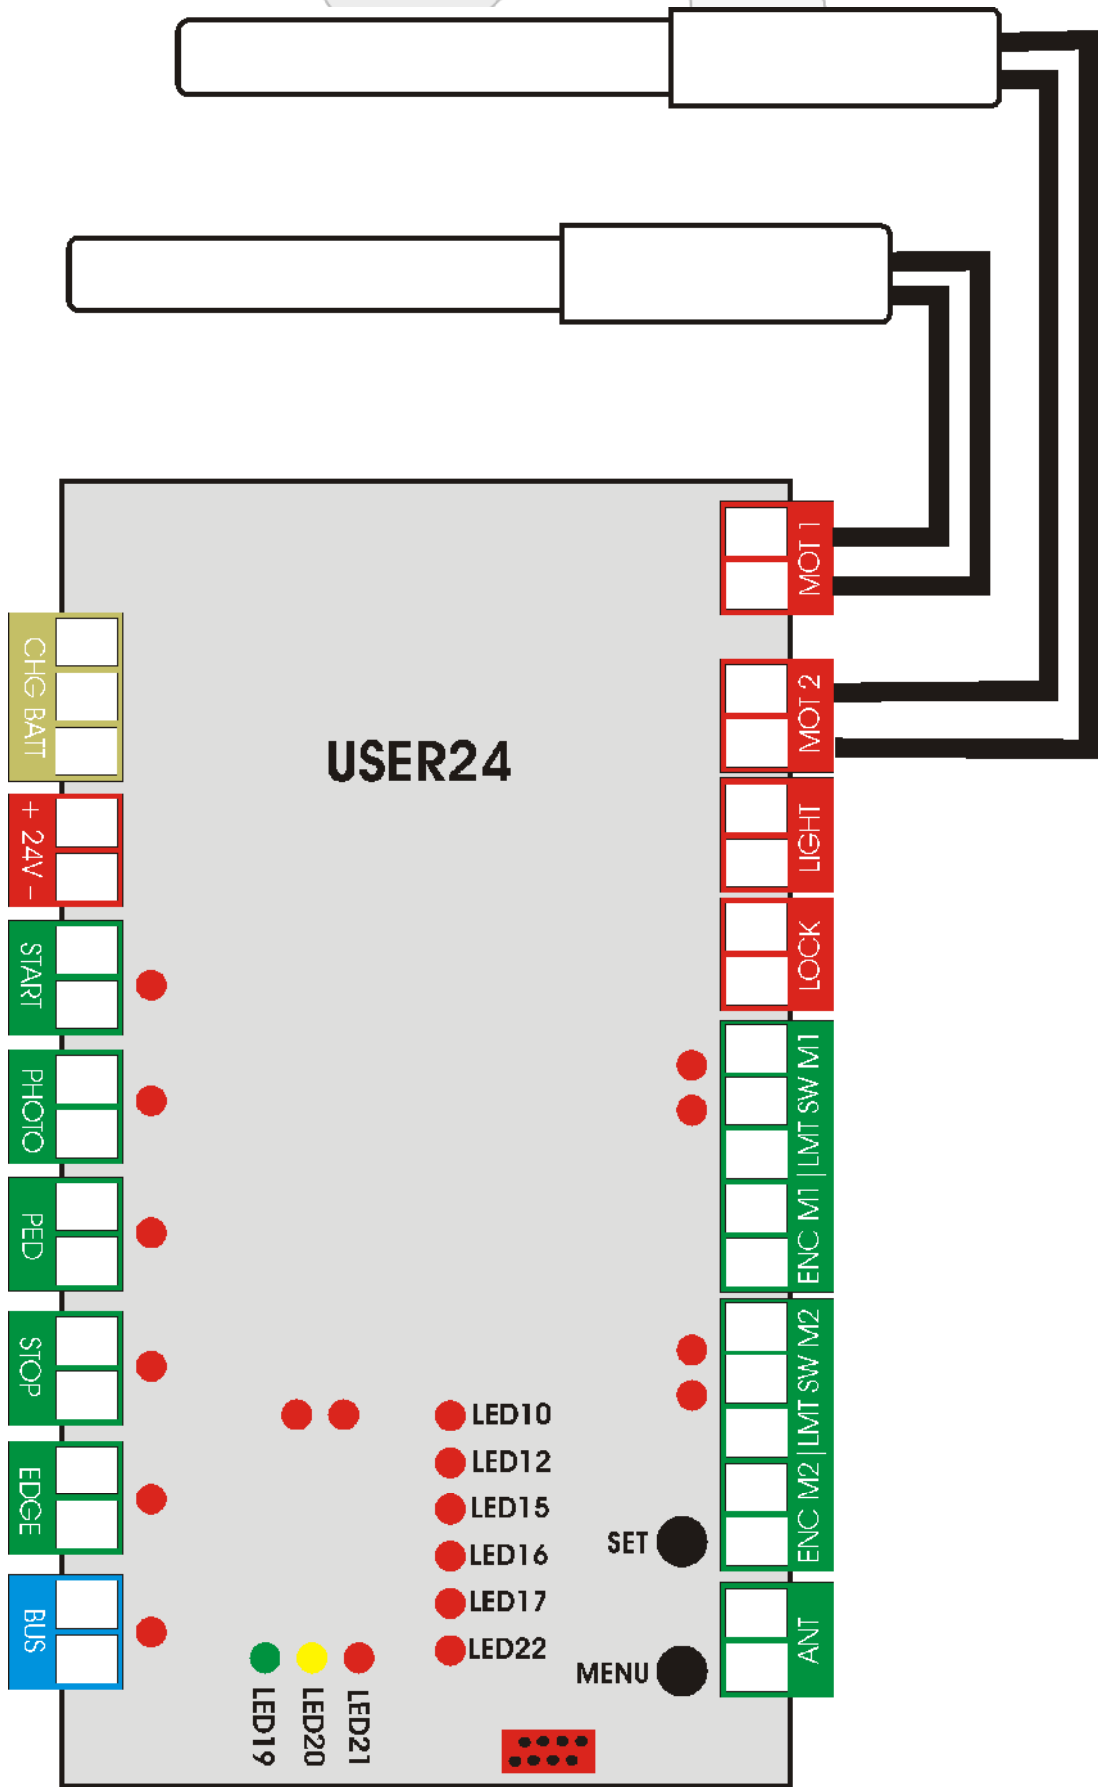 MOT 1
CHG BATT
MOT 2
USER24
+ 24V -
LIGHT
START
LOCK
PHOTO
ENC M1 | LMT SW M1
PED
STOP
ENC M2 | LMT SW M2
LED10
LED12
EDGE
LED15
SET
LED16
LED17
BUS
ANT
LED22
MENU
LED19
LED20
LED21